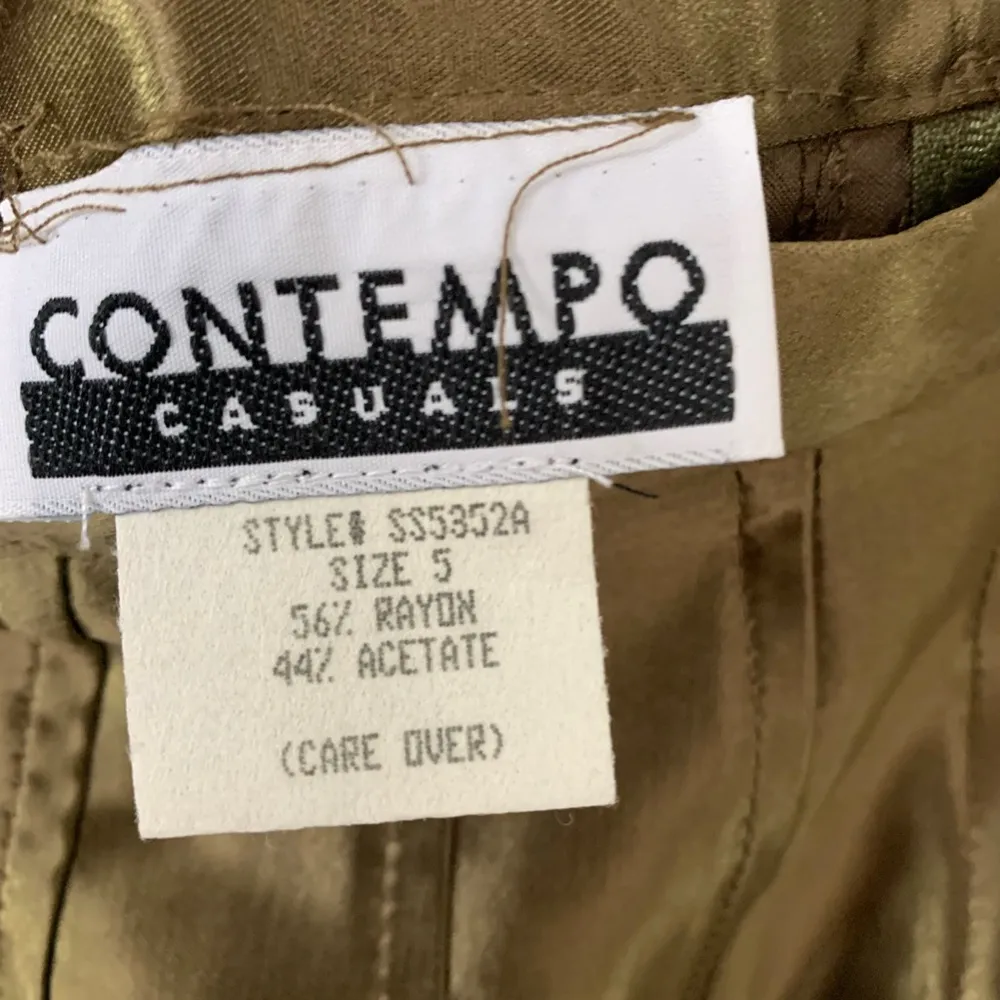 CONTEMPO
CASUALS
STYLE# SS5352A
SIZE 5
56% RAYON
44% ACETATE
(CARE OVER)